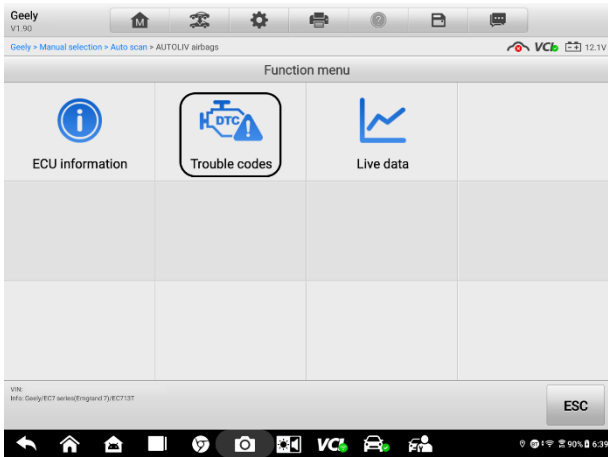 Geely
V1.90
M
?
Geely > Manual selection > Auto scan > AUTOLIV airbags
VCI 12.1V
Function menu
ECU information
DTC
Trouble codes
Live data
VIN:
Info: Geely/EC7 series(Emgrand 7)/EC713T
ESC
VCI
90% 6:39